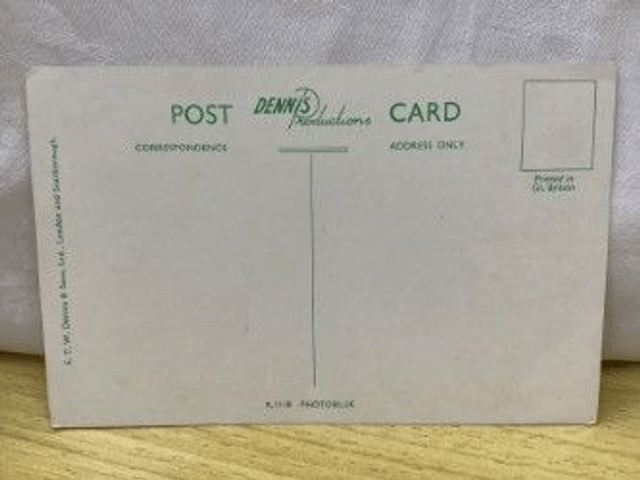 POST DENNIS Productions CARD
CORRESPONDENCE ADDRESS ONLY
Printed in
Gt. Britain
E. T. W. Dennis & Sons Ltd., London and Scarborough
PHOTOBLUE